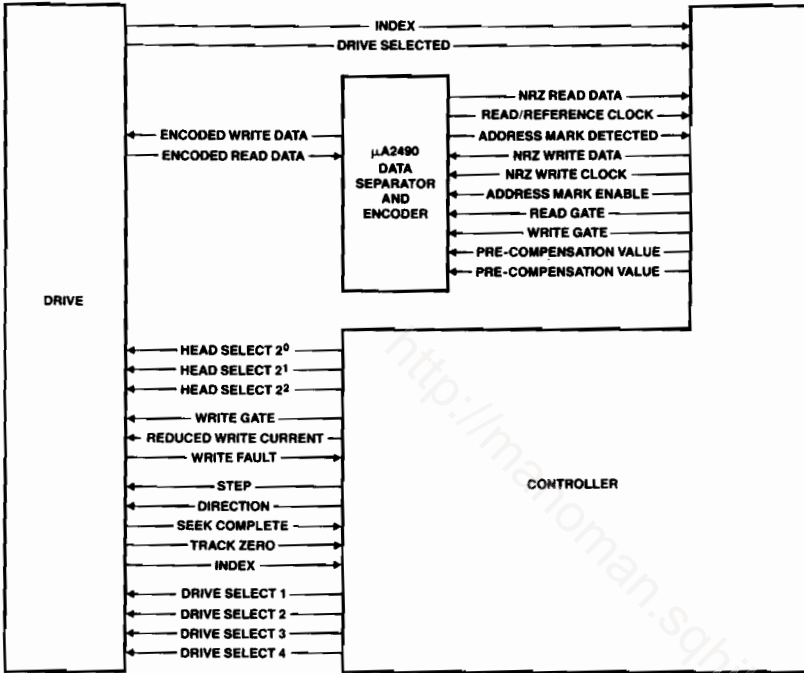 INDEX
DRIVE SELECTED
NRZ READ DATA
READ/REFERENCE CLOCK
ADDRESS MARK DETECTED
NRZ WRITE DATA
NRZ WRITE CLOCK
ADDRESS MARK ENABLE
READ GATE
WRITE GATE
PRE-COMPENSATION VALUE
PRE-COMPENSATION VALUE
ENCODED WRITE DATA
ENCODED READ DATA
µA2490
DATA
SEPARATOR
AND
ENCODER
DRIVE
HEAD SELECT 2⁰
HEAD SELECT 2¹
HEAD SELECT 2²
WRITE GATE
REDUCED WRITE CURRENT
WRITE FAULT
STEP
DIRECTION
SEEK COMPLETE
TRACK ZERO
INDEX
DRIVE SELECT 1
DRIVE SELECT 2
DRIVE SELECT 3
DRIVE SELECT 4
CONTROLLER